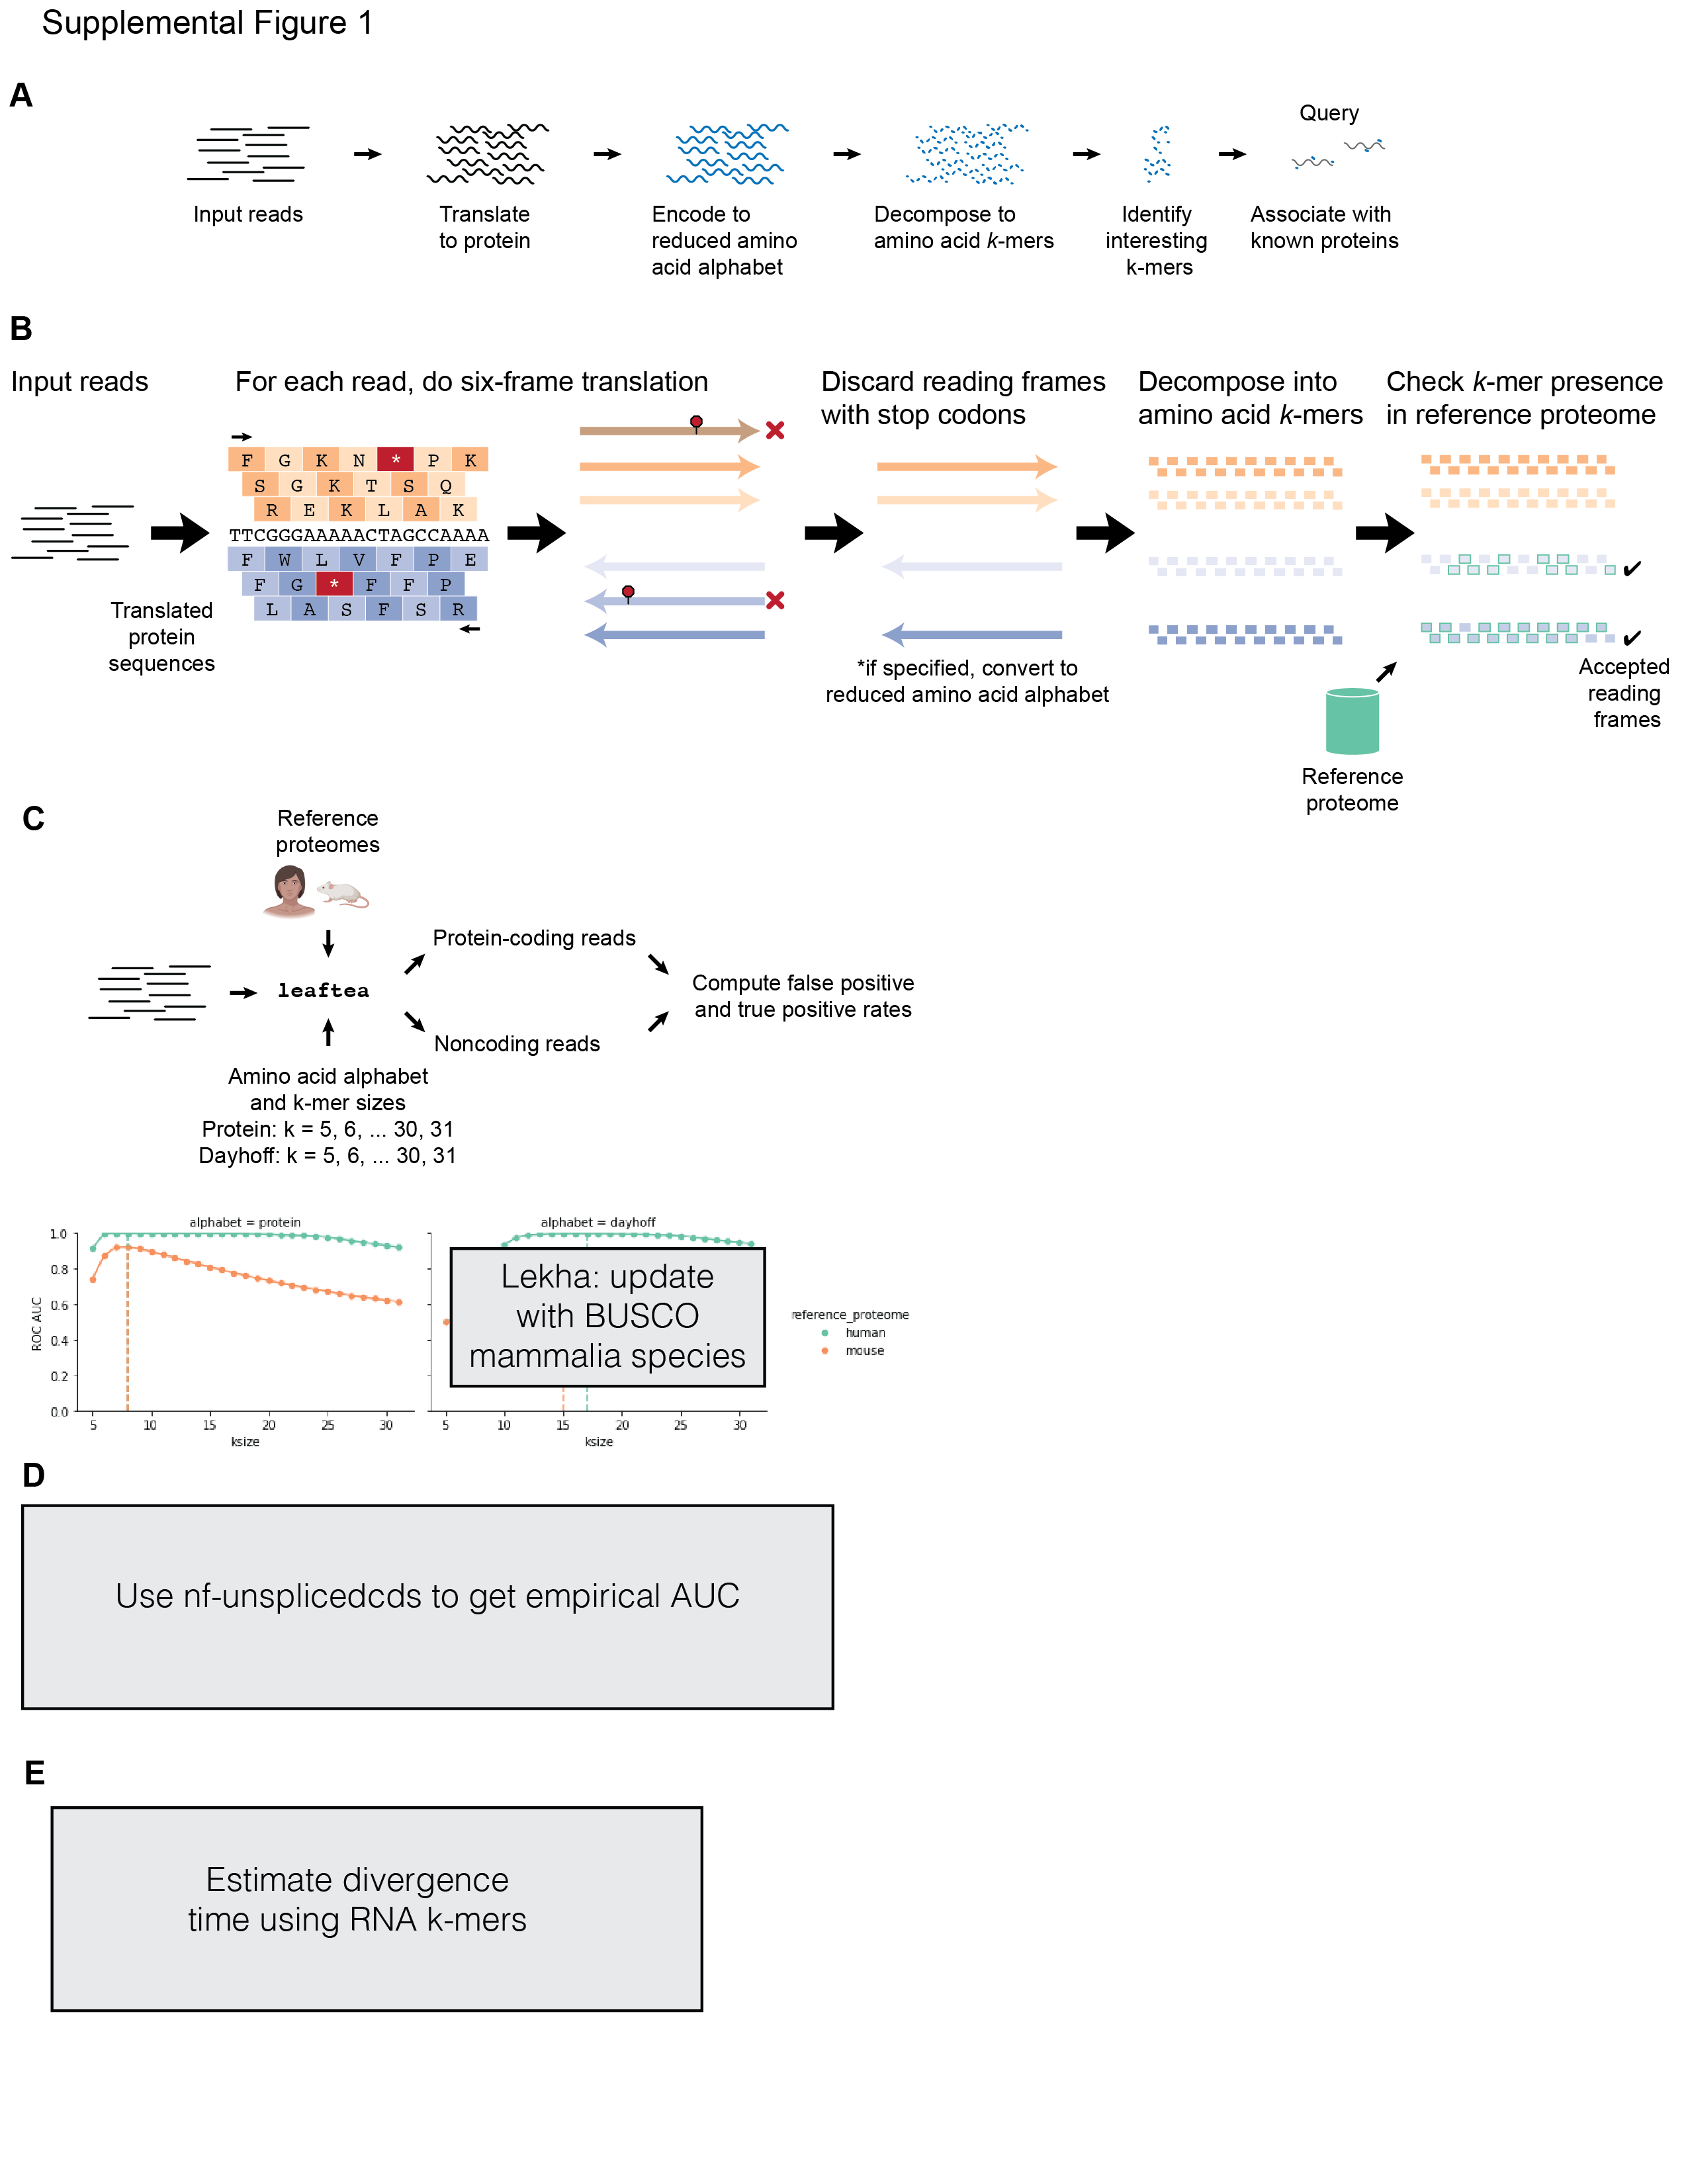 Supplemental Figure 1
A
Query
Input reads
Translate
to protein
Encode to
reduced amino
acid alphabet
Decompose to
amino acid k-mers
Identify
interesting
k-mers
Associate with
known proteins
B
Input reads
For each read, do six-frame translation
Discard reading frames
with stop codons
Decompose into
amino acid k-mers
Check k-mer presence
in reference proteome
F G K N * P K
S G K T S Q
R E K L A K
TTCGGGAAAAACTAGCCAAAA
F W L V F P E
F G * F F P
L A S F S R
Translated
protein
sequences
*if specified, convert to
reduced amino acid alphabet
Accepted
reading
frames
Reference
proteome
C
Reference
proteomes
leaftea
Protein-coding reads
Noncoding reads
Compute false positive
and true positive rates
Amino acid alphabet
and k-mer sizes
Protein: k = 5, 6, ... 30, 31
Dayhoff: k = 5, 6, ... 30, 31
alphabet = protein
ROC AUC
1.0
0.8
0.6
0.4
0.2
0.0
5 10 15 20 25 30
ksize
alphabet = dayhoff
Lekha: update
with BUSCO
mammalia species
5 10 15 20 25 30
ksize
reference_proteome
human
mouse
D
Use nf-unsplicedcds to get empirical AUC
E
Estimate divergence
time using RNA k-mers